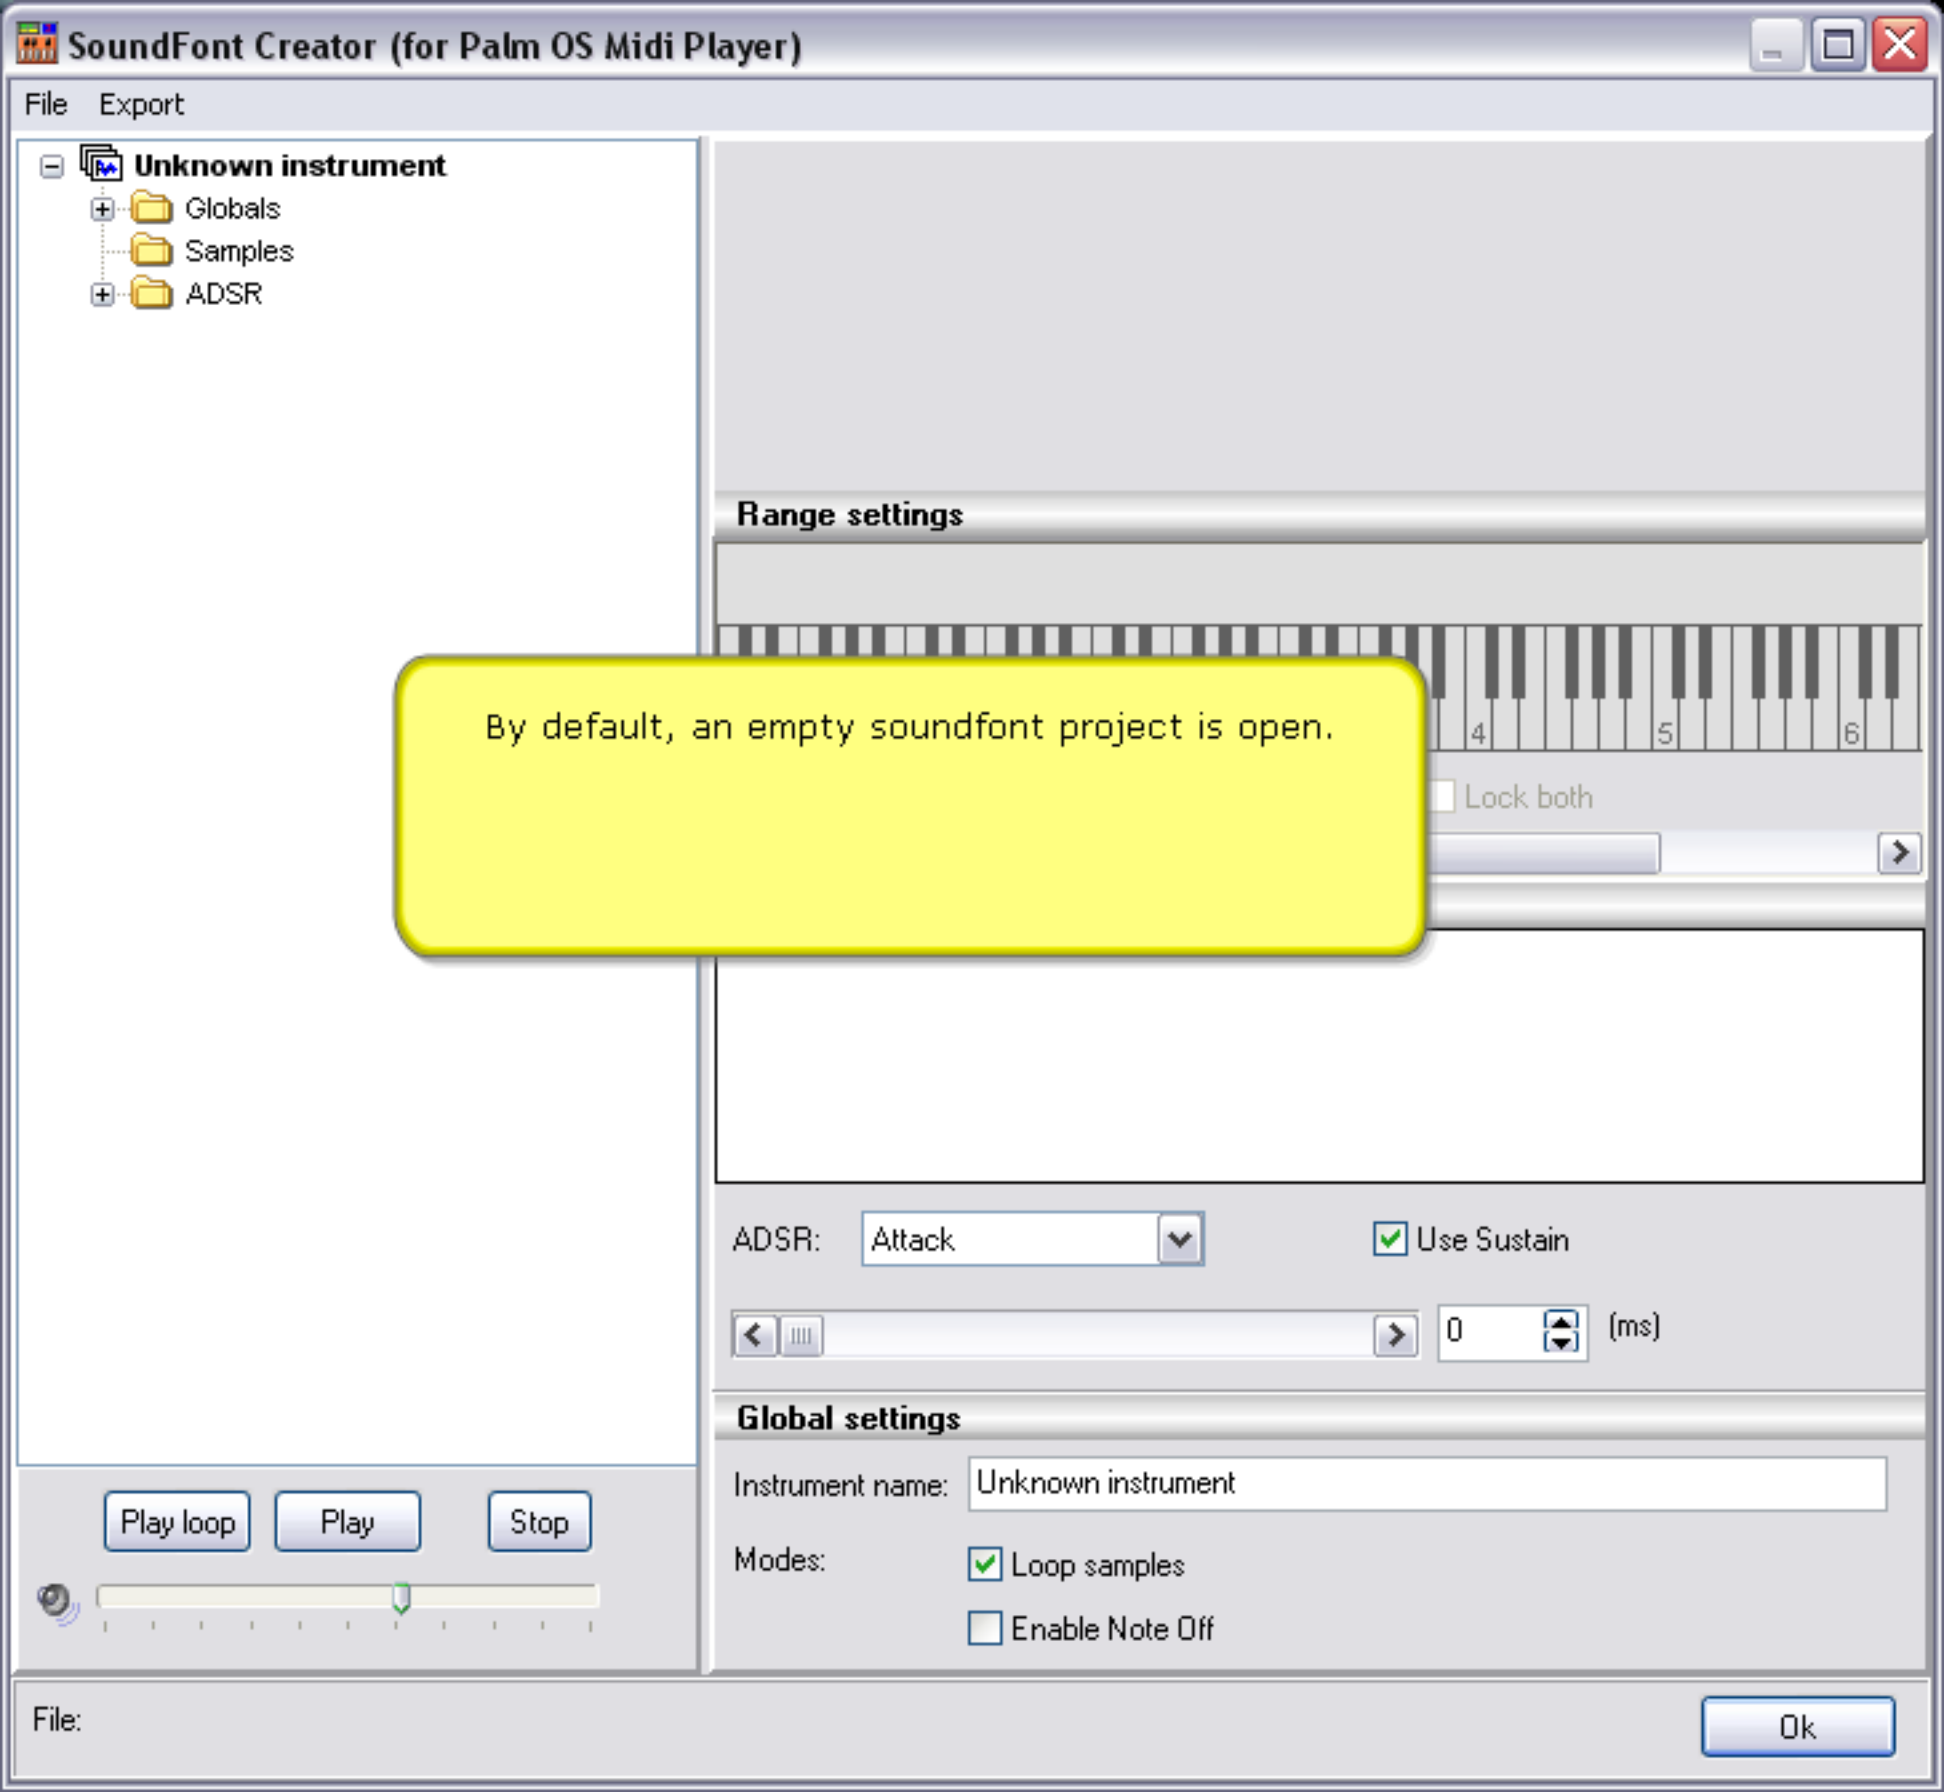 SoundFont Creator (for Palm OS Midi Player)
File Export
Unknown instrument
Globals
Samples
ADSR
Range settings
4 5 6
By default, an empty soundfont project is open.
Lock both
ADSR: Attack Use Sustain
0 (ms)
Global settings
Instrument name: Unknown instrument
Modes: Loop samples
Enable Note Off
Play loop Play Stop
File: Ok